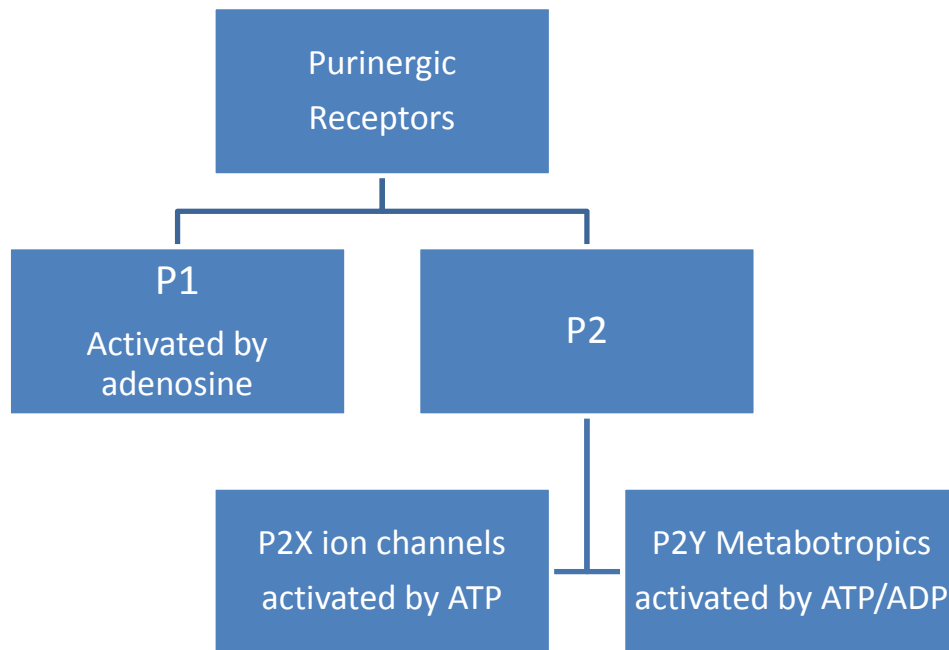 Purinergic
Receptors
P1
Activated by
adenosine
P2
P2X ion channels
activated by ATP
P2Y Metabotropics
activated by ATP/ADP